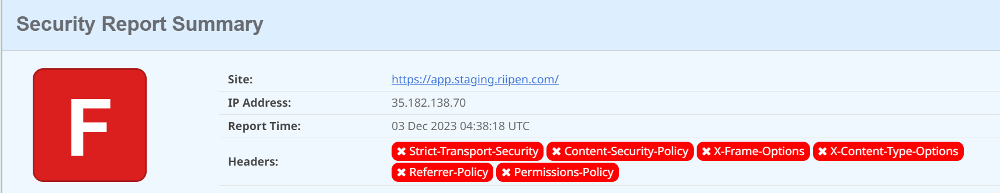 Security Report Summary
F
Site: https://app.staging.riipen.com/
IP Address: 35.182.138.70
Report Time: 03 Dec 2023 04:38:18 UTC
Headers: ✖ Strict-Transport-Security ✖ Content-Security-Policy ✖ X-Frame-Options ✖ X-Content-Type-Options
✖ Referrer-Policy ✖ Permissions-Policy